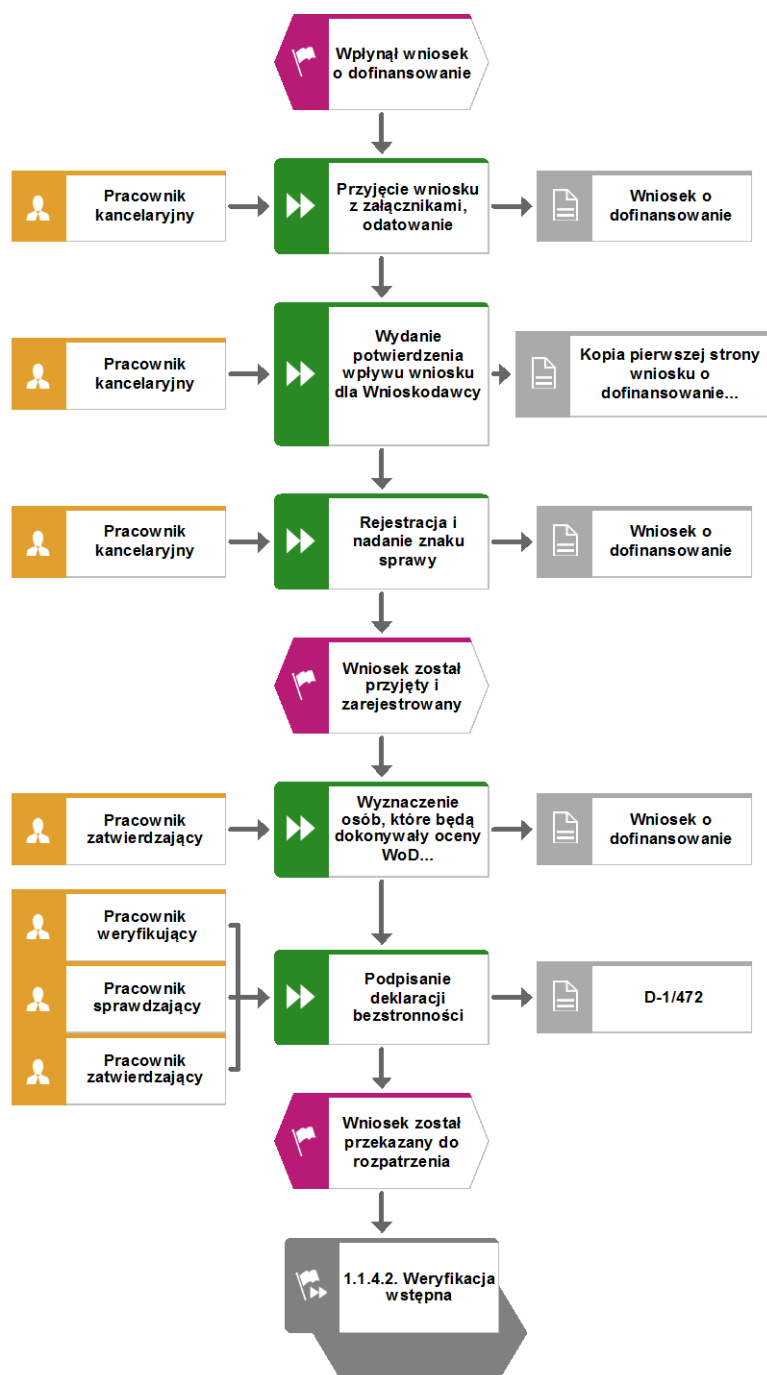 Wpłynął wniosek
o dofinansowanie
Pracownik
kancelaryjny
Przyjęcie wniosku
z załącznikami,
odatowanie
Wniosek o
dofinansowanie
Pracownik
kancelaryjny
Wydanie
potwierdzenia
wpływu wniosku
dla Wnioskodawcy
Kopia pierwszej strony
wniosku o
dofinansowanie...
Pracownik
kancelaryjny
Rejestracja i
nadanie znaku
sprawy
Wniosek o
dofinansowanie
Wniosek został
przyjęty i
zarejestrowany
Pracownik
zatwierdzający
Wyznaczenie
osób, które będą
dokonywały oceny
WoD...
Wniosek o
dofinansowanie
Pracownik
weryfikujący
Pracownik
sprawdzający
Pracownik
zatwierdzający
Podpisanie
deklaracji
bezstronności
D-1/472
Wniosek został
przekazany do
rozpatrzenia
1.1.4.2. Weryfikacja
wstępna